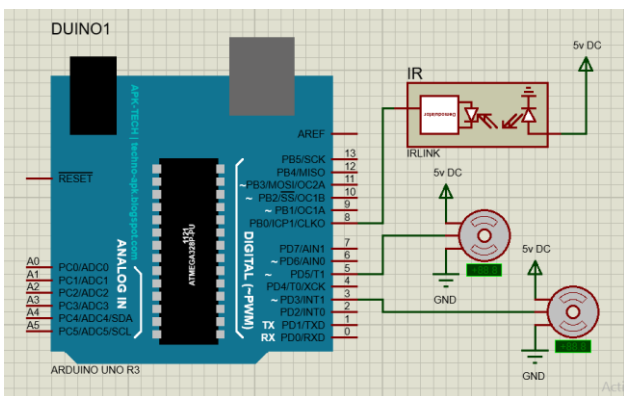 DUINO1
5v DC
IR
Demodulator
IRLINK
APK-TECH | techno-apk.blogspot.com
AREF
RESET
PB5/SCK 13
PB4/MISO 12
~PB3/MOSI/OC2A 11
~ PB2/SS/OC1B 10
~ PB1/OC1A 9
PB0/ICP1/CLKO 8
1121
ATMEGA328P-PU
DIGITAL (~PWM)
ANALOG IN
PD7/AIN1 7
~ PD6/AIN0 6
~ PD5/T1 5
PD4/T0/XCK 4
~ PD3/INT1 3
PD2/INT0 2
TX PD1/TXD 1
RX PD0/RXD 0
A0 PC0/ADC0
A1 PC1/ADC1
A2 PC2/ADC2
A3 PC3/ADC3
A4 PC4/ADC4/SDA
A5 PC5/ADC5/SCL
ARDUINO UNO R3
5v DC
GND
5v DC
GND